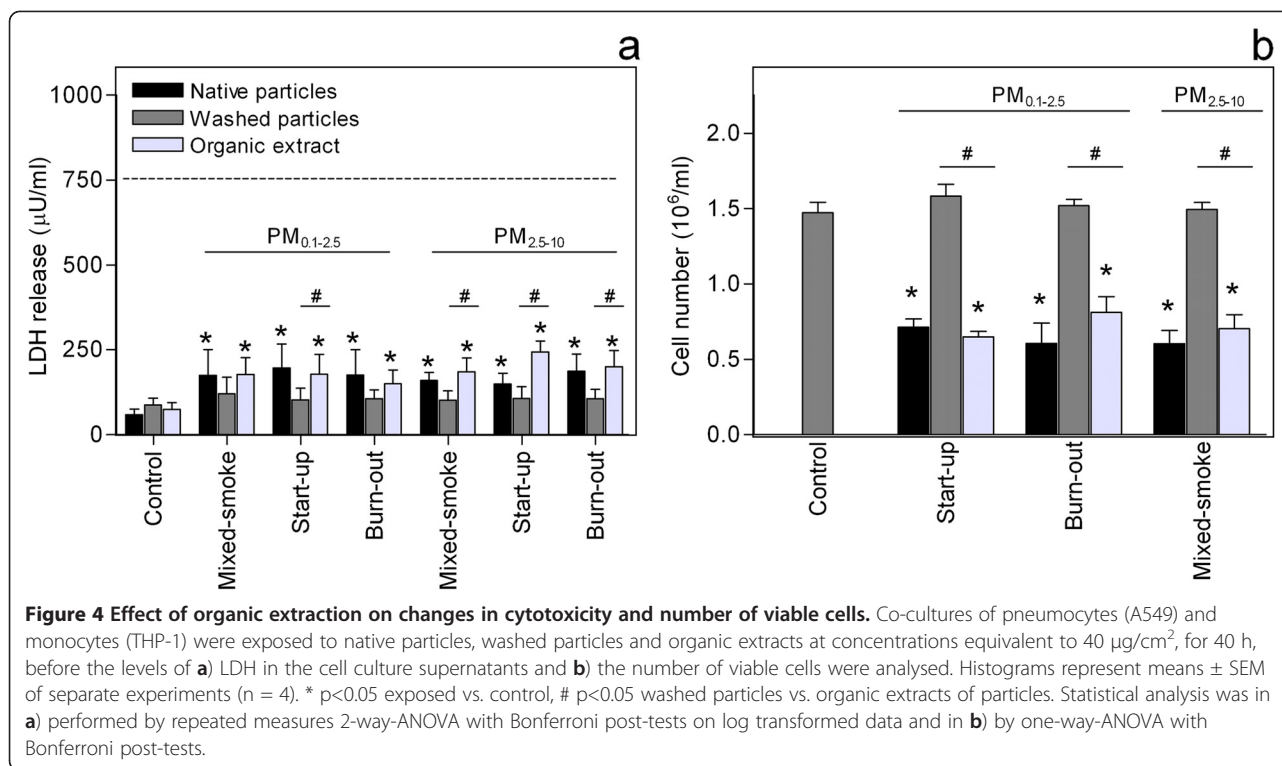 a
1000
750
500
250
0
LDH release (µU/ml)
Native particles
Washed particles
Organic extract
PM0.1-2.5
PM2.5-10
#
#
#
#
* * * * * * * * * * *
Control
Mixed-smoke
Start-up
Burn-out
Mixed-smoke
Start-up
Burn-out
b
2.0
1.5
1.0
0.5
0.0
Cell number (10⁶/ml)
PM0.1-2.5
PM2.5-10
#
#
#
* * * * * *
Control
Start-up
Burn-out
Mixed-smoke
Figure 4 Effect of organic extraction on changes in cytotoxicity and number of viable cells. Co-cultures of pneumocytes (A549) and
monocytes (THP-1) were exposed to native particles, washed particles and organic extracts at concentrations equivalent to 40 µg/cm², for 40 h,
before the levels of a) LDH in the cell culture supernatants and b) the number of viable cells were analysed. Histograms represent means ± SEM
of separate experiments (n = 4). * p<0.05 exposed vs. control, # p<0.05 washed particles vs. organic extracts of particles. Statistical analysis was in
a) performed by repeated measures 2-way-ANOVA with Bonferroni post-tests on log transformed data and in b) by one-way-ANOVA with
Bonferroni post-tests.